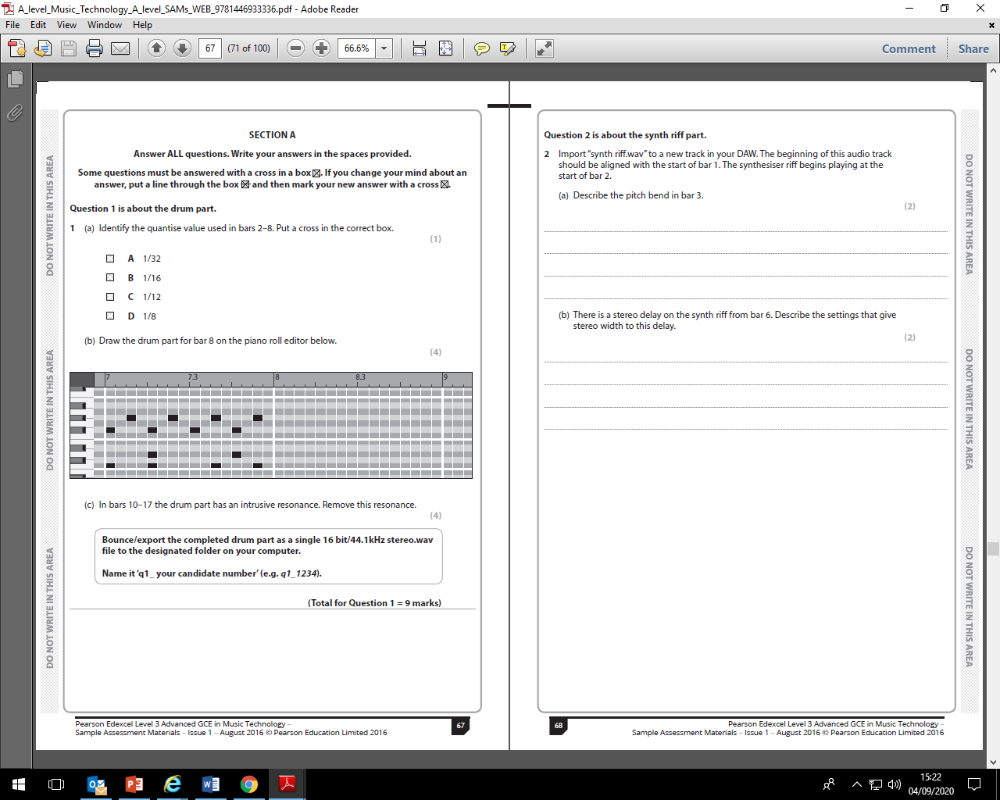 A_level_Music_Technology_A_level_SAMs_WEB_9781446933336.pdf - Adobe Reader
File Edit View Window Help
67 (71 of 100) 66.6% Comment Share
SECTION A
Answer ALL questions. Write your answers in the spaces provided.
Some questions must be answered with a cross in a box ☒. If you change your mind about an
answer, put a line through the box ☒ and then mark your new answer with a cross ☒.
Question 1 is about the drum part.
1 (a) Identify the quantise value used in bars 2–8. Put a cross in the correct box.
(1)
A 1/32
B 1/16
C 1/12
D 1/8
(b) Draw the drum part for bar 8 on the piano roll editor below.
(4)
7 7.3 8 8.3 9
(c) In bars 10–17 the drum part has an intrusive resonance. Remove this resonance.
(4)
Bounce/export the completed drum part as a single 16 bit/44.1kHz stereo.wav
file to the designated folder on your computer.
Name it ‘q1_ your candidate number’ (e.g. q1_1234).
(Total for Question 1 = 9 marks)
DO NOT WRITE IN THIS AREA
DO NOT WRITE IN THIS AREA
DO NOT WRITE IN THIS AREA
Pearson Edexcel Level 3 Advanced GCE in Music Technology –
Sample Assessment Materials – Issue 1 – August 2016 © Pearson Education Limited 2016
67
Question 2 is about the synth riff part.
2 Import “synth riff.wav” to a new track in your DAW. The beginning of this audio track
should be aligned with the start of bar 1. The synthesiser riff begins playing at the
start of bar 2.
(a) Describe the pitch bend in bar 3.
(2)
(b) There is a stereo delay on the synth riff from bar 6. Describe the settings that give
stereo width to this delay.
(2)
DO NOT WRITE IN THIS AREA
DO NOT WRITE IN THIS AREA
DO NOT WRITE IN THIS AREA
68
Pearson Edexcel Level 3 Advanced GCE in Music Technology –
Sample Assessment Materials – Issue 1 – August 2016 © Pearson Education Limited 2016
15:22
04/09/2020